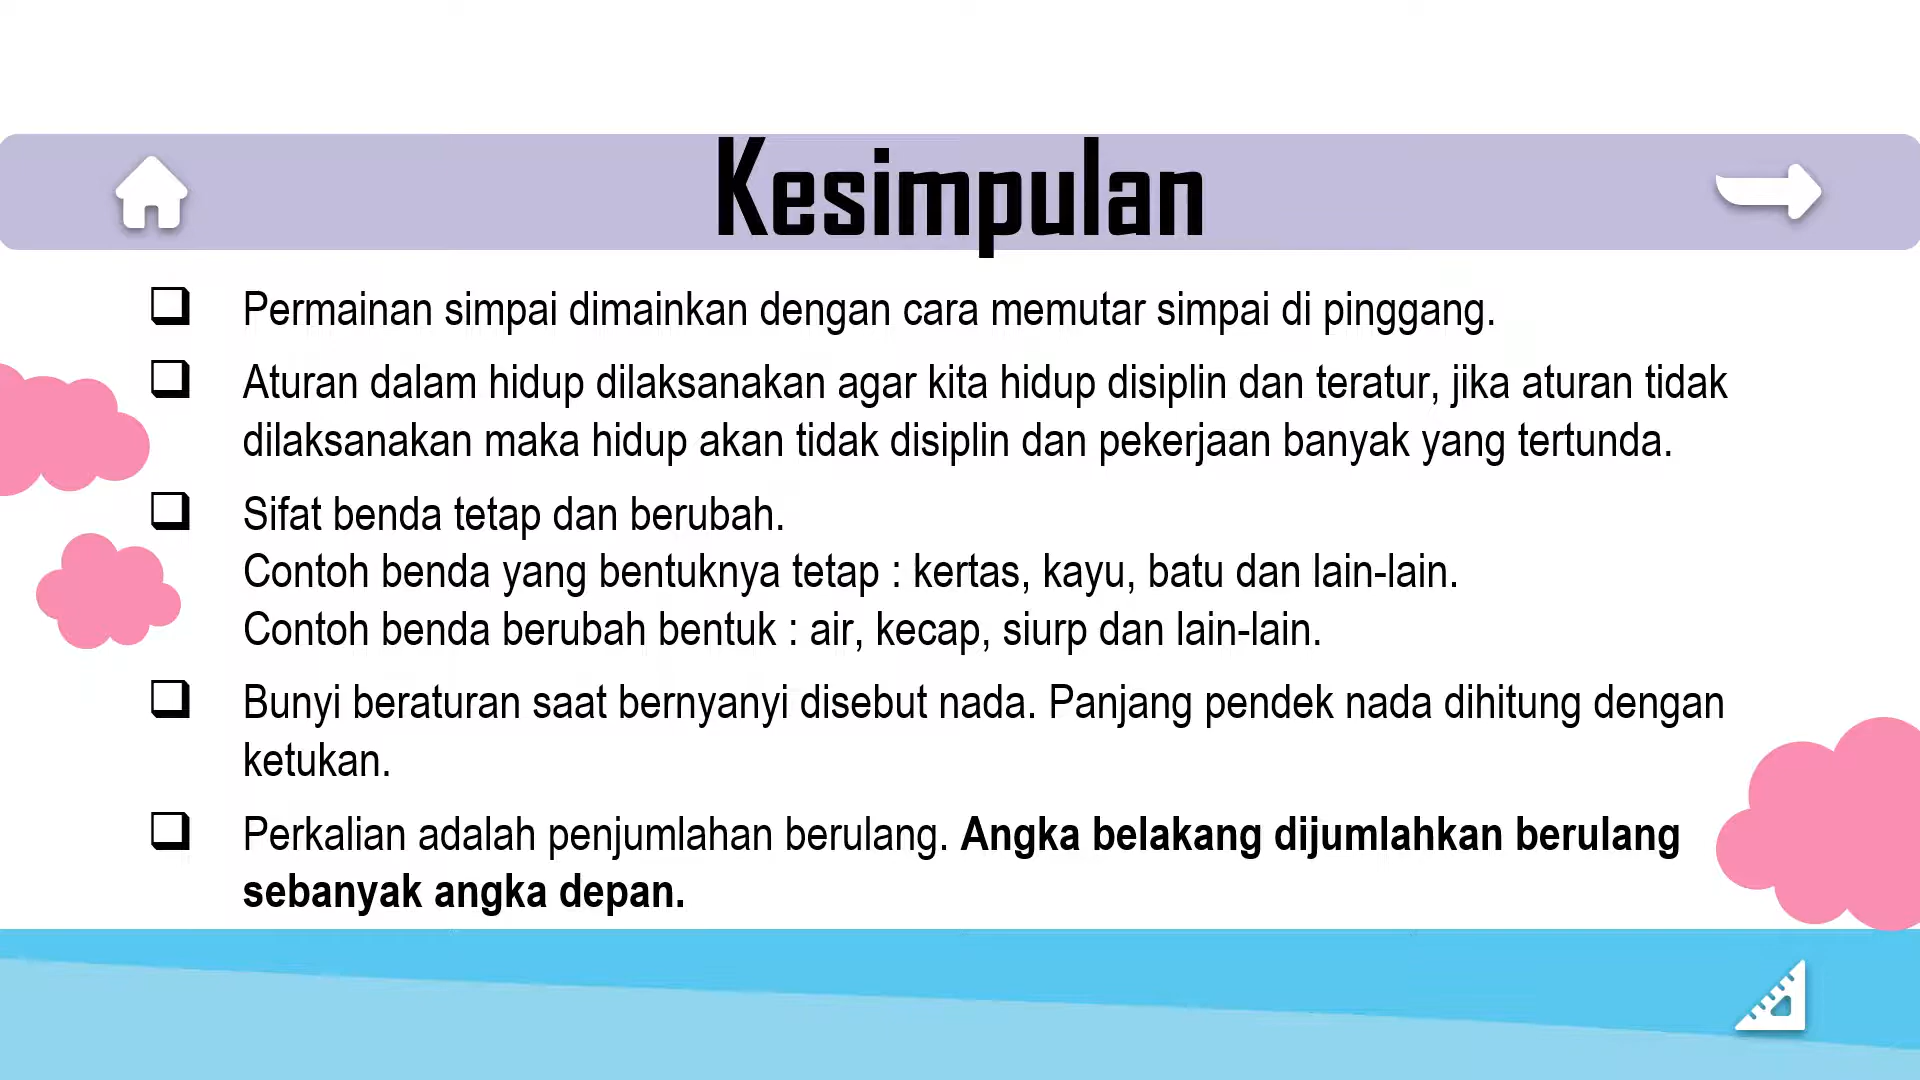 Kesimpulan
Permainan simpai dimainkan dengan cara memutar simpai di pinggang.
Aturan dalam hidup dilaksanakan agar kita hidup disiplin dan teratur, jika aturan tidak
dilaksanakan maka hidup akan tidak disiplin dan pekerjaan banyak yang tertunda.
Sifat benda tetap dan berubah.
Contoh benda yang bentuknya tetap : kertas, kayu, batu dan lain-lain.
Contoh benda berubah bentuk : air, kecap, siurp dan lain-lain.
Bunyi beraturan saat bernyanyi disebut nada. Panjang pendek nada dihitung dengan
ketukan.
Perkalian adalah penjumlahan berulang. Angka belakang dijumlahkan berulang
sebanyak angka depan.